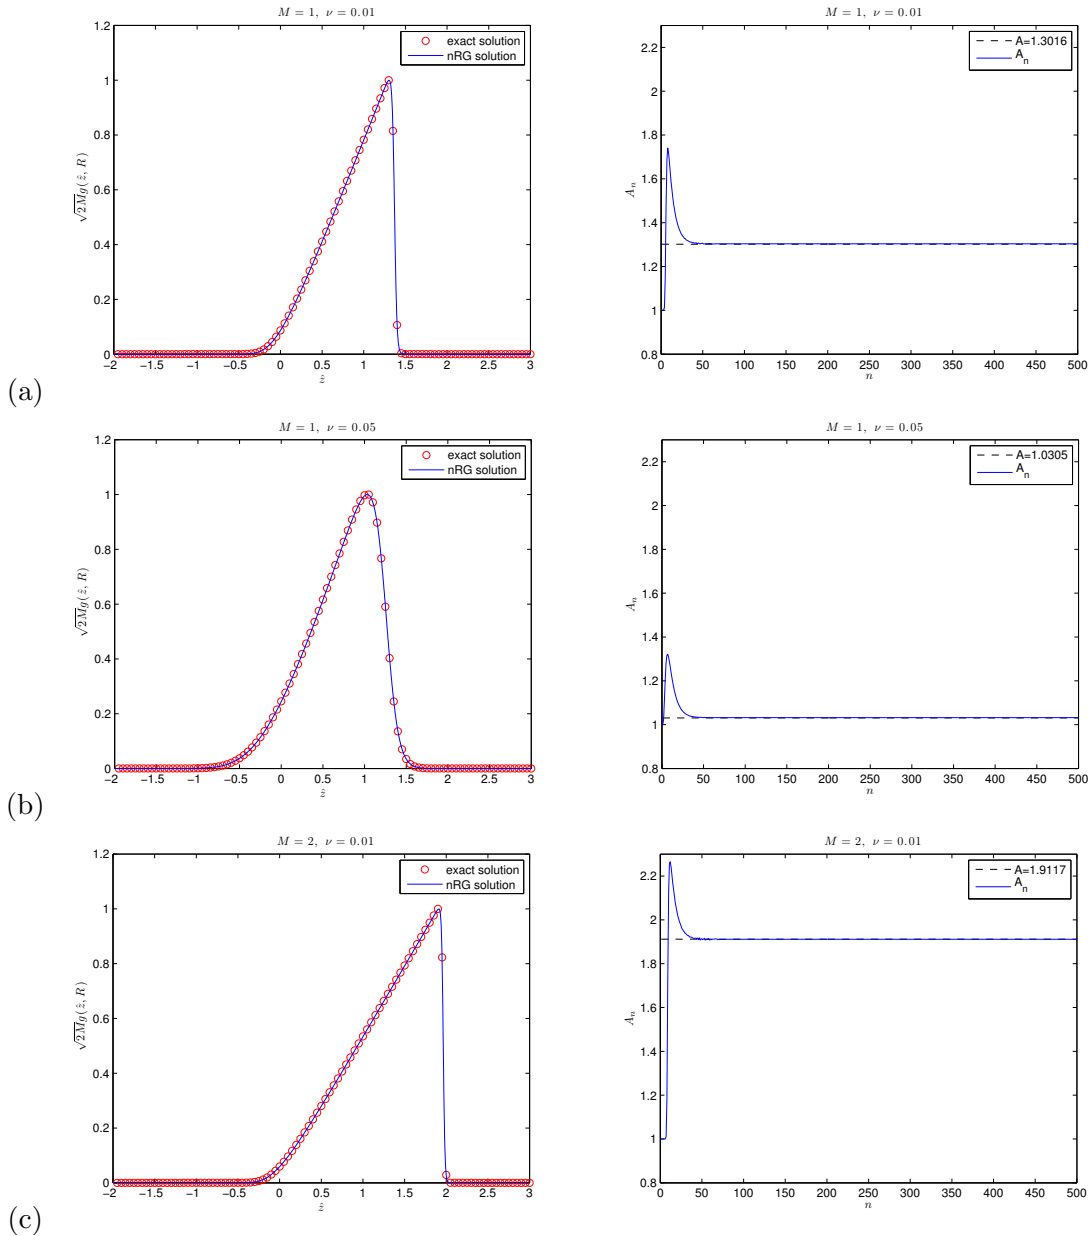 M = 1, ν = 0.01
1.2
1
0.8
0.6
0.4
0.2
0
√2Mg(ẑ, R)
exact solution
nRG solution
−2 −1.5 −1 −0.5 0 0.5 1 1.5 2 2.5 3
ẑ
(a)
M = 1, ν = 0.01
2.2
2
1.8
1.6
1.4
1.2
1
0.8
A_n
A=1.3016
A_n
0 50 100 150 200 250 300 350 400 450 500
n
M = 1, ν = 0.05
1.2
1
0.8
0.6
0.4
0.2
0
√2Mg(ẑ, R)
exact solution
nRG solution
−2 −1.5 −1 −0.5 0 0.5 1 1.5 2 2.5 3
ẑ
(b)
M = 1, ν = 0.05
2.2
2
1.8
1.6
1.4
1.2
1
0.8
A_n
A=1.0305
A_n
0 50 100 150 200 250 300 350 400 450 500
n
M = 2, ν = 0.01
1.2
1
0.8
0.6
0.4
0.2
0
√2Mg(ẑ, R)
exact solution
nRG solution
−2 −1.5 −1 −0.5 0 0.5 1 1.5 2 2.5 3
ẑ
(c)
M = 2, ν = 0.01
2.2
2
1.8
1.6
1.4
1.2
1
0.8
A_n
A=1.9117
A_n
0 50 100 150 200 250 300 350 400 450 500
n